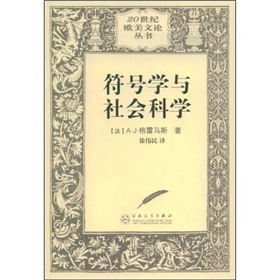 20世纪
欧美文论
丛书
符号学与
社会科学
[法] A·J·格雷马斯 著
徐伟民 译
百花文艺出版社